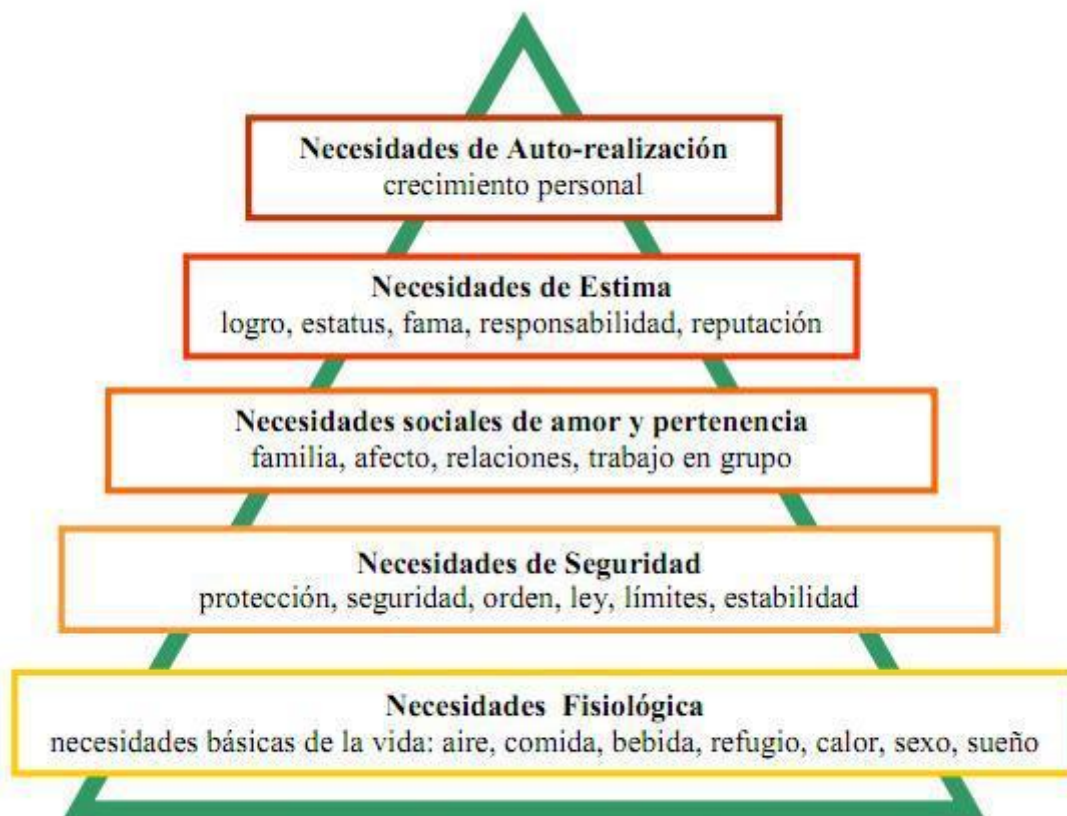 Necesidades de Auto-realización
crecimiento personal
Necesidades de Estima
logro, estatus, fama, responsabilidad, reputación
Necesidades sociales de amor y pertenencia
familia, afecto, relaciones, trabajo en grupo
Necesidades de Seguridad
protección, seguridad, orden, ley, límites, estabilidad
Necesidades Fisiológica
necesidades básicas de la vida: aire, comida, bebida, refugio, calor, sexo, sueño